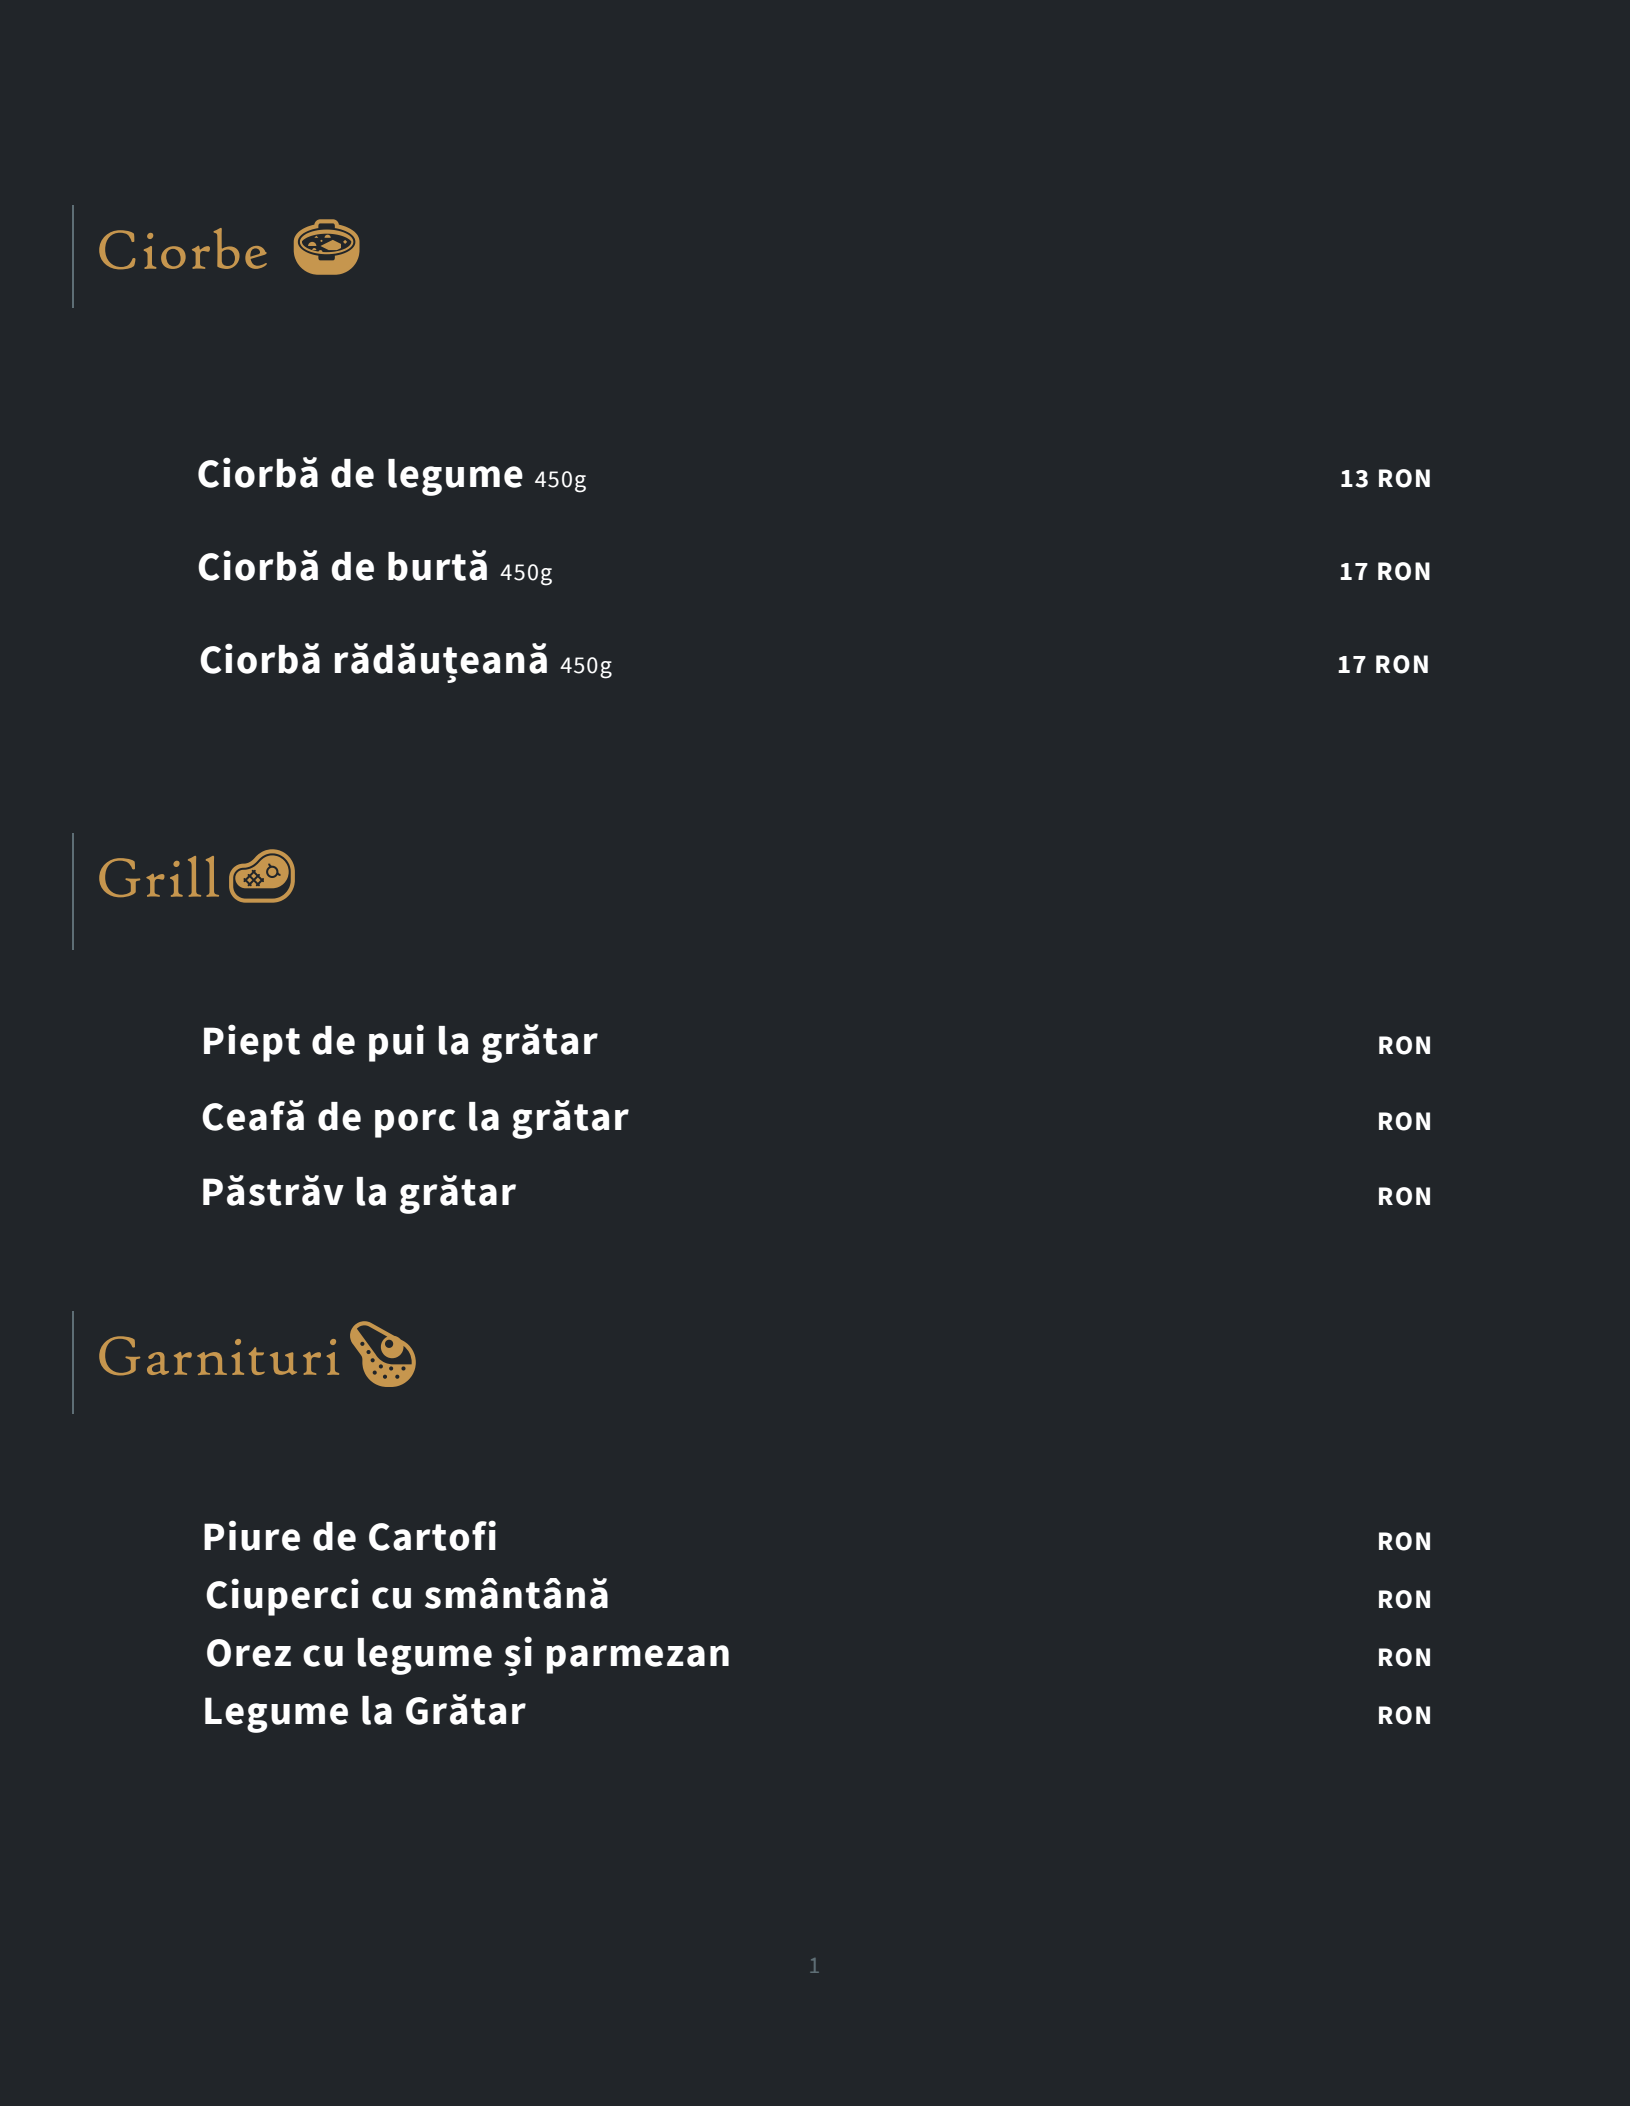 Ciorbe
Ciorbă de legume 450g 13 RON
Ciorbă de burtă 450g 17 RON
Ciorbă rădăuțeană 450g 17 RON
Grill
Piept de pui la grătar RON
Ceafă de porc la grătar RON
Păstrăv la grătar RON
Garnituri
Piure de Cartofi RON
Ciuperci cu smântână RON
Orez cu legume și parmezan RON
Legume la Grătar RON
1